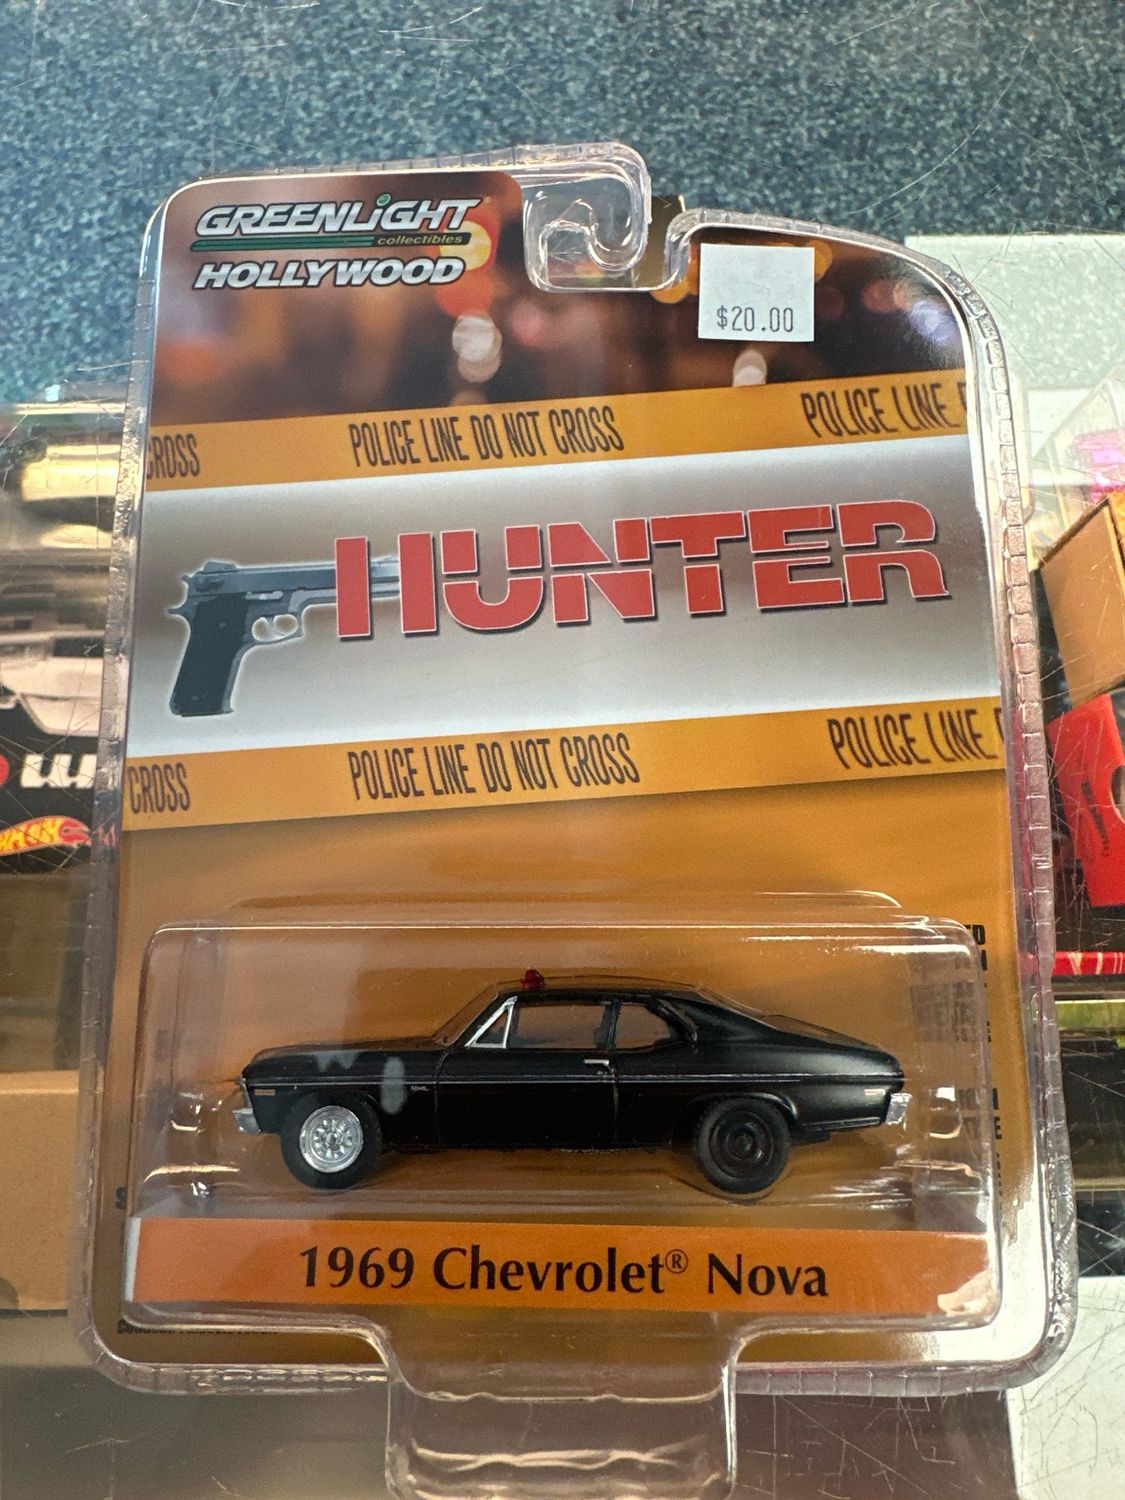 GREENLiGHT
collectibles
HOLLYWOOD
$20.00
CROSS POLICE LINE DO NOT CROSS POLICE LINE
HUNTER
CROSS POLICE LINE DO NOT CROSS POLICE LINE
1969 Chevrolet® Nova